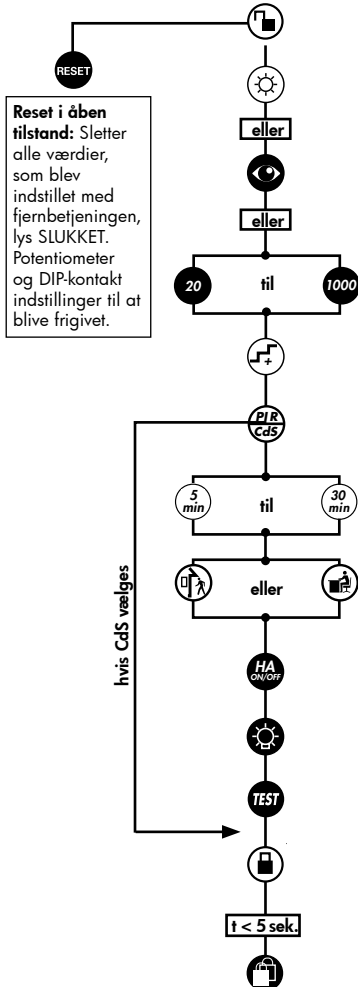 RESET
Reset i åben
tilstand: Sletter
alle værdier,
som blev
indstillet med
fjernbetjeningen,
lys SLUKKET.
Potentiometer
og DIP-kontakt
indstillinger til at
blive frigivet.
eller
eller
20 til 1000
+
PIR
CdS
5
min
til
30
min
eller
hvis CdS vælges
HA
ON/OFF
TEST
t < 5 sek.